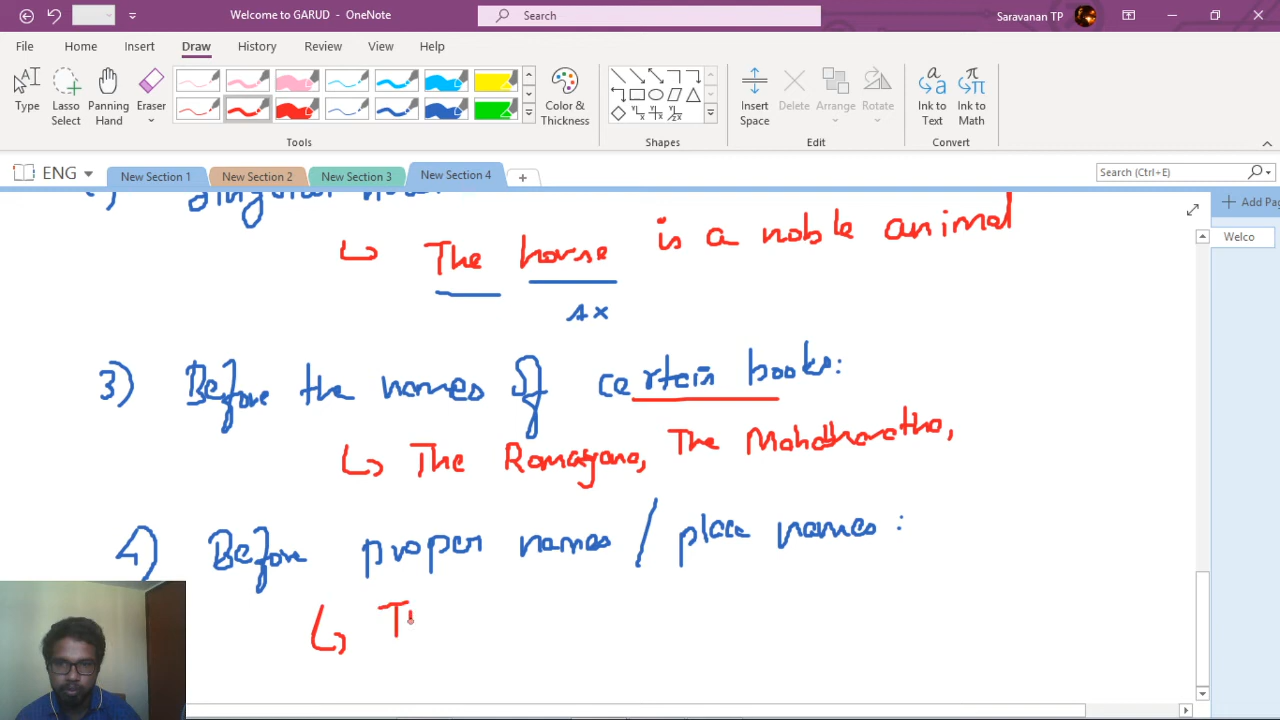 Welcome to GARUD - OneNote
Search
Saravanan TP
File Home Insert Draw History Review View Help
Type Lasso Select Panning Hand Eraser Color & Thickness Insert Space Delete Arrange Rotate Ink to Text Ink to Math
Tools Shapes Edit Convert
ENG New Section 1 New Section 2 New Section 3 New Section 4 Search (Ctrl+E)
Add Pag
Welco
The horse is a noble animal
3) Before the names of certain books:
The Ramayana, The Mahabharatha,
4) Before proper names / place names: